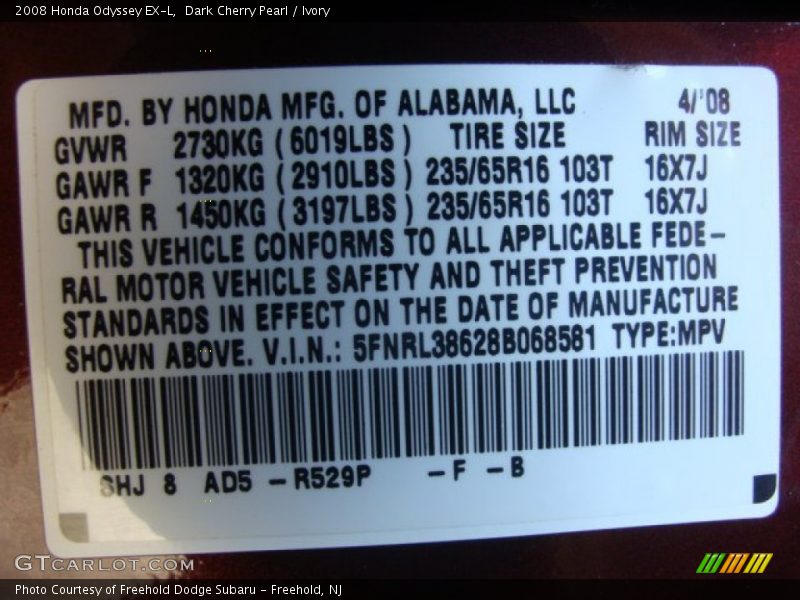 2008 Honda Odyssey EX-L,  Dark Cherry Pearl / Ivory
MFD. BY HONDA MFG. OF ALABAMA, LLC 4/'08
GVWR 2730KG (6019LBS) TIRE SIZE RIM SIZE
GAWR F 1320KG (2910LBS) 235/65R16 103T 16X7J
GAWR R 1450KG (3197LBS) 235/65R16 103T 16X7J
THIS VEHICLE CONFORMS TO ALL APPLICABLE FEDE-
RAL MOTOR VEHICLE SAFETY AND THEFT PREVENTION
STANDARDS IN EFFECT ON THE DATE OF MANUFACTURE
SHOWN ABOVE. V.I.N.: 5FNRL38628B068581 TYPE:MPV
SHJ 8 AD5 -R529P -F -B
GTCARLOT.COM
Photo Courtesy of Freehold Dodge Subaru - Freehold, NJ